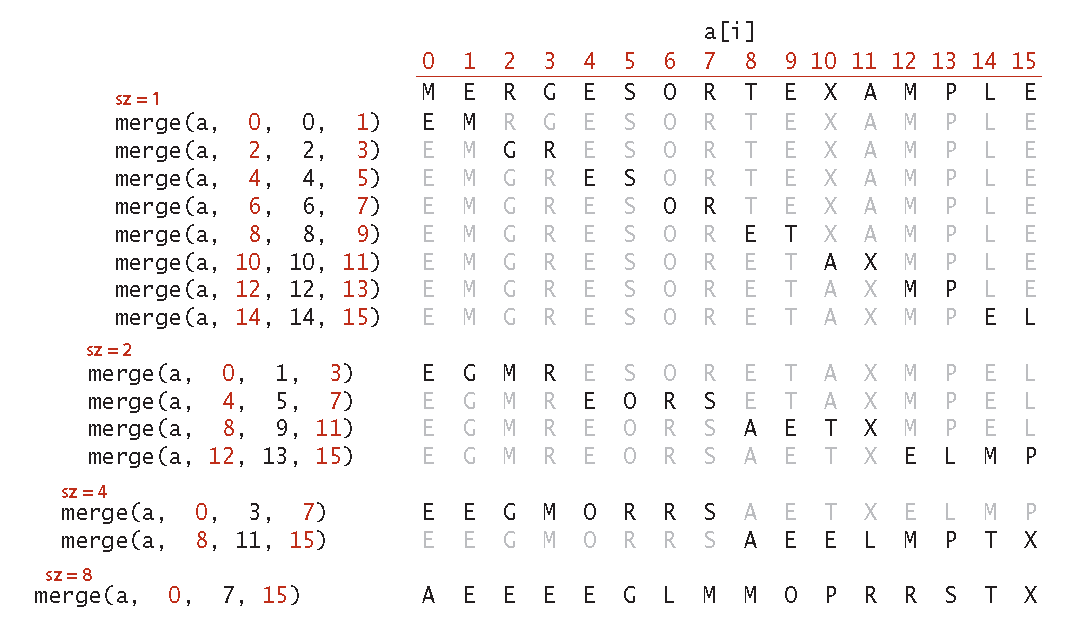 a[i]
0 1 2 3 4 5 6 7 8 9 10 11 12 13 14 15
M E R G E S O R T E X A M P L E
sz = 1
merge(a, 0, 0, 1) E M R G E S O R T E X A M P L E
merge(a, 2, 2, 3) E M G R E S O R T E X A M P L E
merge(a, 4, 4, 5) E M G R E S O R T E X A M P L E
merge(a, 6, 6, 7) E M G R E S O R T E X A M P L E
merge(a, 8, 8, 9) E M G R E S O R E T X A M P L E
merge(a, 10, 10, 11) E M G R E S O R E T A X M P L E
merge(a, 12, 12, 13) E M G R E S O R E T A X M P L E
merge(a, 14, 14, 15) E M G R E S O R E T A X M P E L
sz = 2
merge(a, 0, 1, 3) E G M R E S O R E T A X M P E L
merge(a, 4, 5, 7) E G M R E O R S E T A X M P E L
merge(a, 8, 9, 11) E G M R E O R S A E T X M P E L
merge(a, 12, 13, 15) E G M R E O R S A E T X E L M P
sz = 4
merge(a, 0, 3, 7) E E G M O R R S A E T X E L M P
merge(a, 8, 11, 15) E E G M O R R S A E E L M P T X
sz = 8
merge(a, 0, 7, 15) A E E E E G L M M O P R R S T X